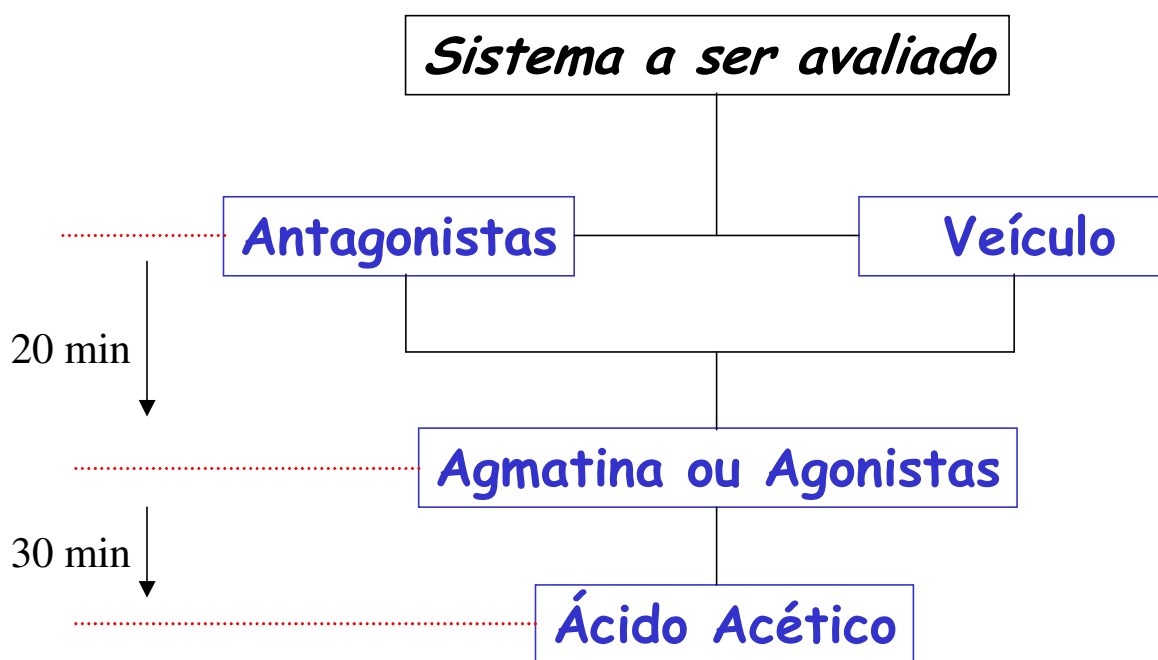 Sistema a ser avaliado
Antagonistas
Veículo
20 min
Agmatina ou Agonistas
30 min
Ácido Acético